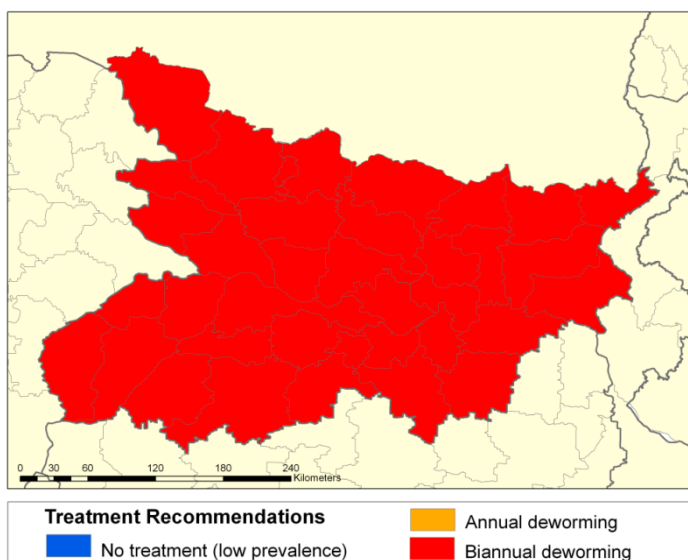 0 30 60 120 180 240
Kilometers
Treatment Recommendations
No treatment (low prevalence)
Annual deworming
Biannual deworming